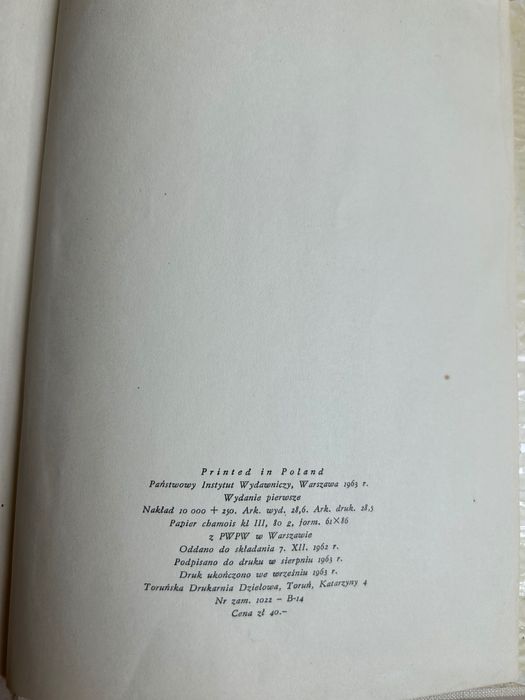 Printed in Poland
Państwowy Instytut Wydawniczy, Warszawa 1963 r.
Wydanie pierwsze
Nakład 10 000 + 250. Ark. wyd. 28,6. Ark. druk. 28,5
Papier chamois kl III, 80 g, form. 61×86
z PWPW w Warszawie
Oddano do składania 7. XII. 1962 r.
Podpisano do druku w sierpniu 1963 r.
Druk ukończono we wrześniu 1963 r.
Toruńska Drukarnia Dziełowa, Toruń, Katarzyny 4
Nr zam. 1022 – B-14
Cena zł 40.–